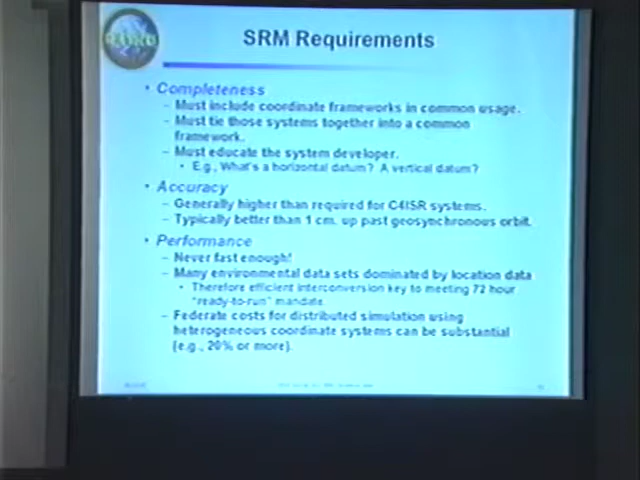 SRM Requirements
• Completeness
– Must include coordinate frameworks in common usage.
– Must tie those systems together into a common
framework.
– Must educate the system developer.
• E.g., What's a horizontal datum? A vertical datum?
• Accuracy
– Generally higher than required for C4ISR systems.
– Typically better than 1 cm. up past geosynchronous orbit.
• Performance
– Never fast enough!
– Many environmental data sets dominated by location data
• Therefore efficient interconversion key to meeting 72 hour
"ready-to-run" mandate.
– Federate costs for distributed simulation using
heterogeneous coordinate systems can be substantial
(e.g., 20% or more).